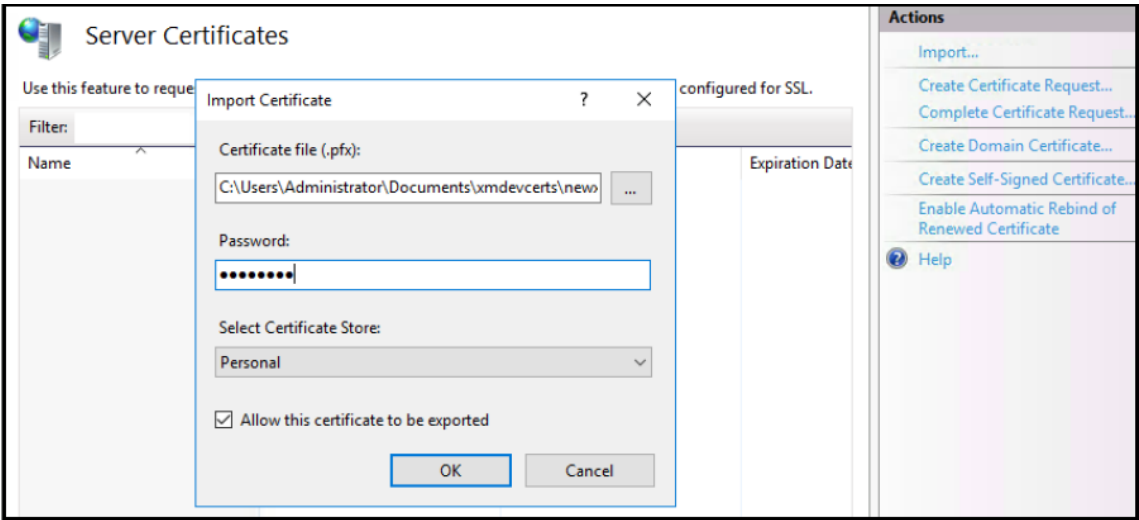 Server Certificates
Use this feature to reque
configured for SSL.
Filter:
Name
Expiration Date
Import Certificate
?
Certificate file (.pfx):
C:\Users\Administrator\Documents\xmdevcerts\newx
...
Password:
••••••••
Select Certificate Store:
Personal
Allow this certificate to be exported
OK
Cancel
Actions
Import...
Create Certificate Request...
Complete Certificate Request...
Create Domain Certificate...
Create Self-Signed Certificate...
Enable Automatic Rebind of
Renewed Certificate
Help